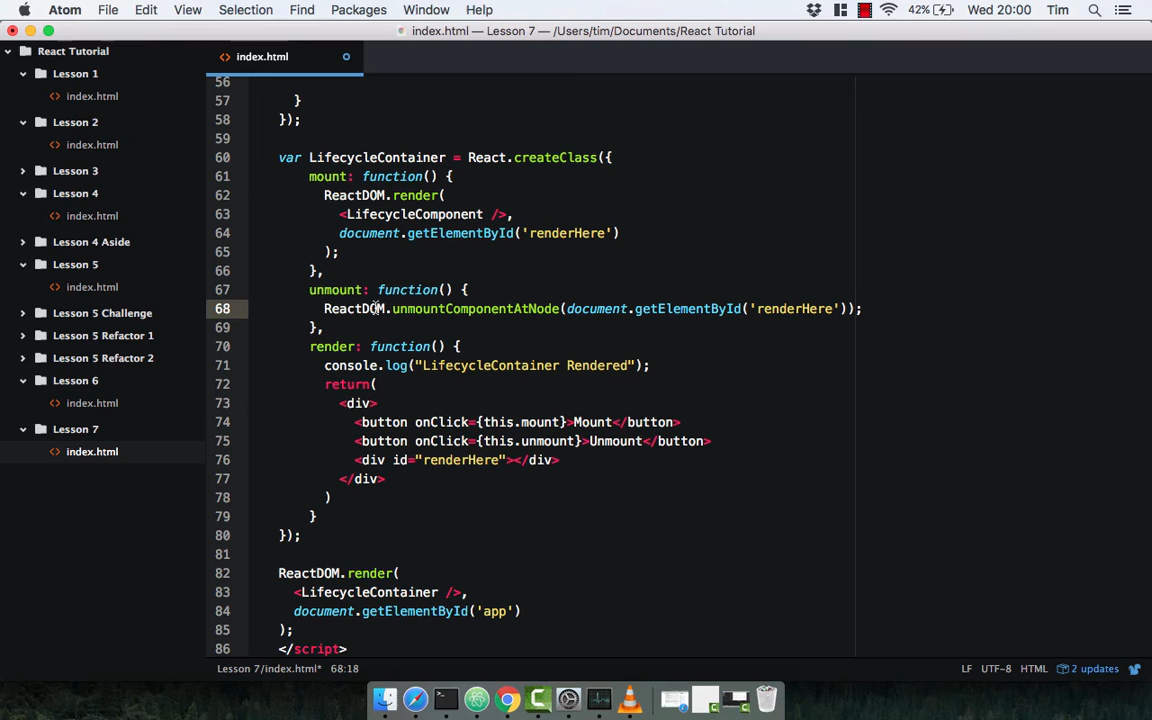 Atom File Edit View Selection Find Packages Window Help 42% Wed 20:00 Tim
index.html — Lesson 7 — /Users/tim/Documents/React Tutorial
React Tutorial
Lesson 1
index.html
Lesson 2
index.html
Lesson 3
Lesson 4
index.html
Lesson 4 Aside
Lesson 5
index.html
Lesson 5 Challenge
Lesson 5 Refactor 1
Lesson 5 Refactor 2
Lesson 6
index.html
Lesson 7
index.html
index.html
56
57 }
58 });
59
60 var LifecycleContainer = React.createClass({
61 mount: function() {
62 ReactDOM.render(
63 <LifecycleComponent />,
64 document.getElementById('renderHere')
65 );
66 },
67 unmount: function() {
68 ReactDOM.unmountComponentAtNode(document.getElementById('renderHere'));
69 },
70 render: function() {
71 console.log("LifecycleContainer Rendered");
72 return(
73 <div>
74 <button onClick={this.mount}>Mount</button>
75 <button onClick={this.unmount}>Unmount</button>
76 <div id="renderHere"></div>
77 </div>
78 )
79 }
80 });
81
82 ReactDOM.render(
83 <LifecycleContainer />,
84 document.getElementById('app')
85 );
86 </script>
Lesson 7/index.html* 68:18 LF UTF-8 HTML 2 updates